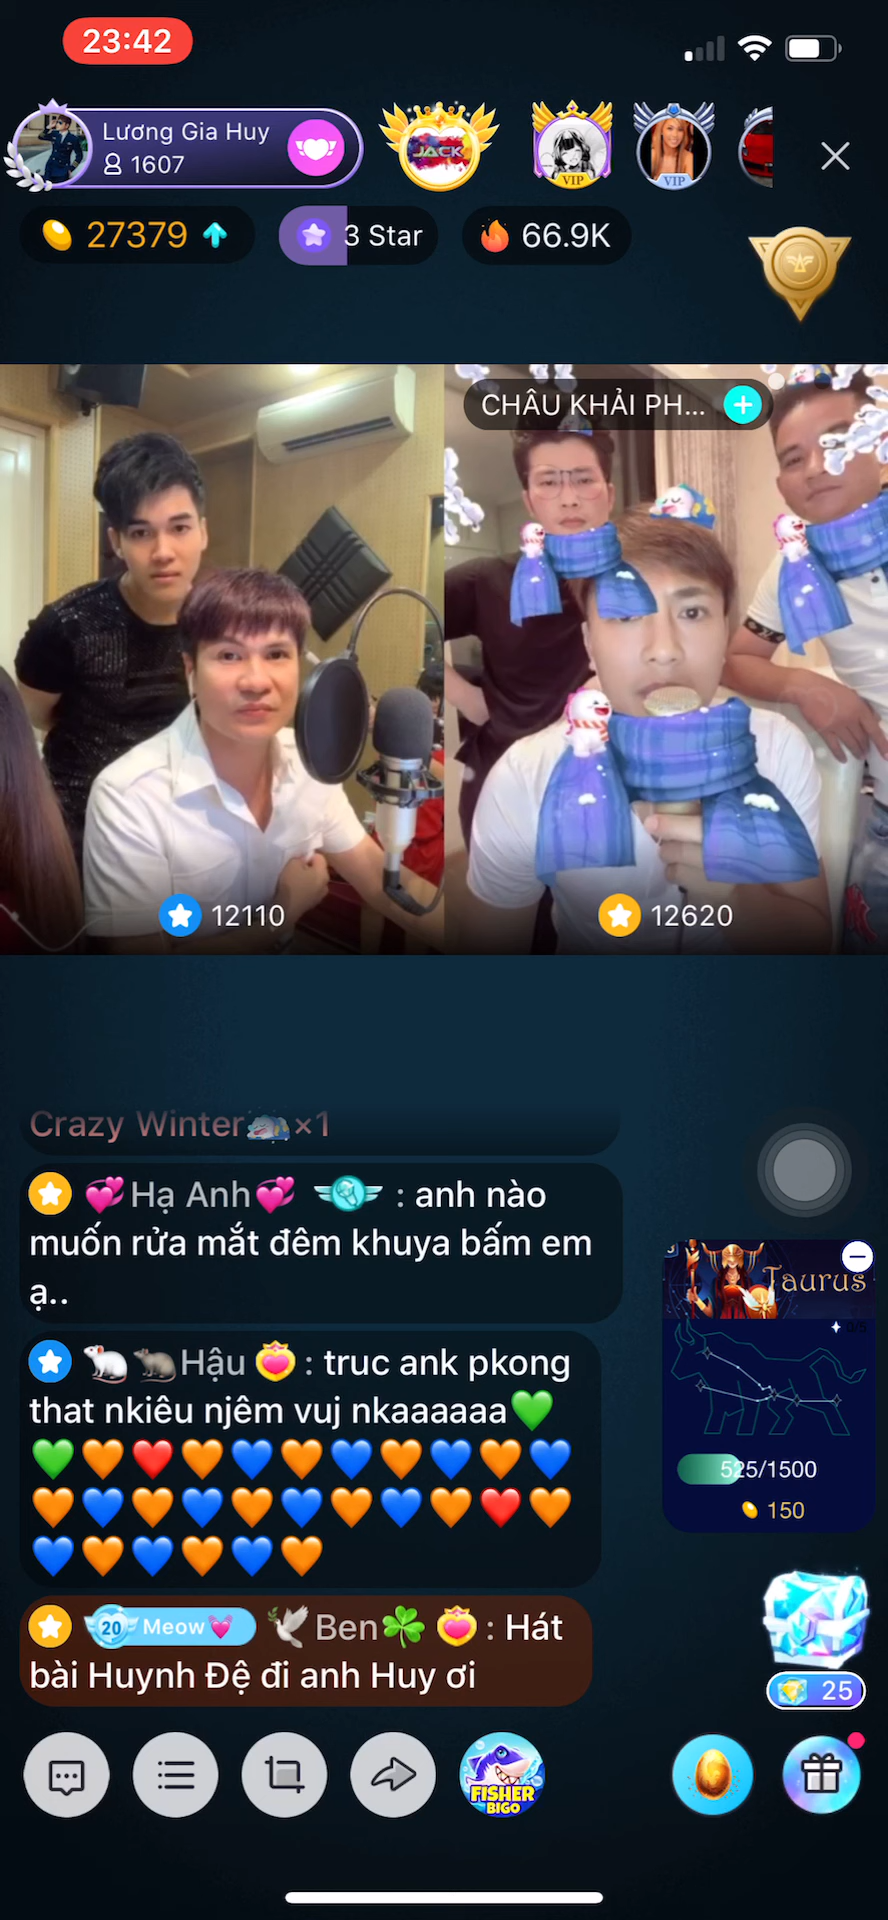 23:42
Lương Gia Huy
1607
JACK
VIP
VIP
27379
3 Star
66.9K
CHÂU KHẢI PH...
12110
12620
Crazy Winter ×1
💞Hạ Anh💞 : anh nào
muốn rửa mắt đêm khuya bấm em
ạ..
🐁🐀Hậu : truc ank pkong
that nkiêu njêm vuj nkaaaaaa💚
💚🧡❤️🧡💙🧡💙🧡💙🧡💙
🧡💙🧡💙🧡💙🧡💙🧡❤️🧡
💙🧡💙🧡💙🧡
20 Meow💓 🕊️Ben☘️ : Hát
bài Huynh Đệ đi anh Huy ơi
Taurus
0/5
525/1500
150
25
FISHER
BIGO